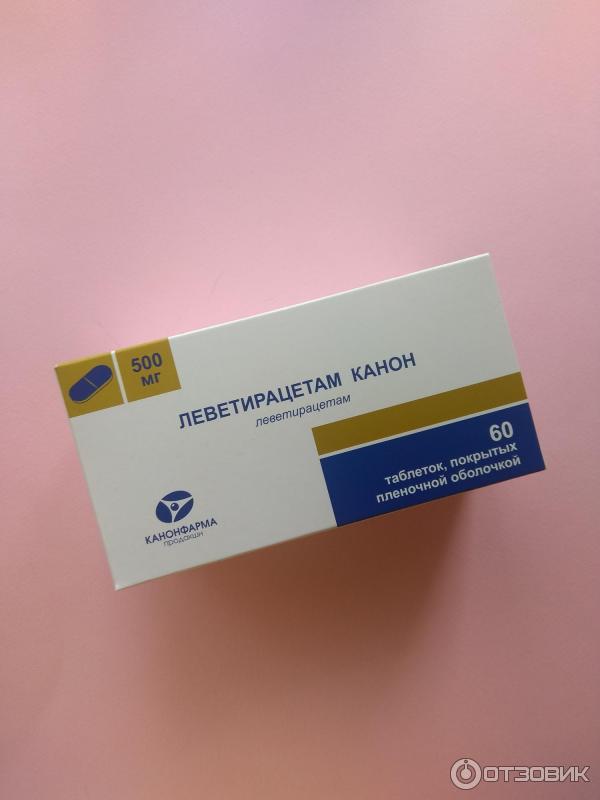 500
мг
ЛЕВЕТИРАЦЕТАМ КАНОН
леветирацетам
60
таблеток, покрытых
пленочной оболочкой
КАНОНФАРМА
продакшн
ОТЗОВИК